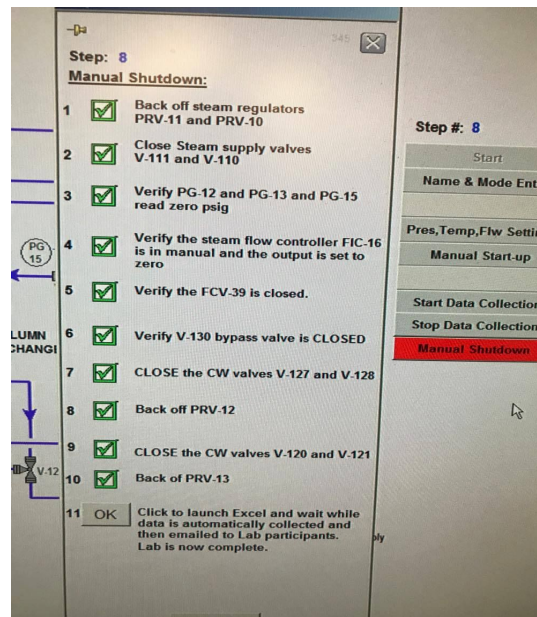 345
Step: 8
Manual Shutdown:
1 Back off steam regulators
PRV-11 and PRV-10
2 Close Steam supply valves
V-111 and V-110
3 Verify PG-12 and PG-13 and PG-15
read zero psig
4 Verify the steam flow controller FIC-16
is in manual and the output is set to
zero
5 Verify the FCV-39 is closed.
6 Verify V-130 bypass valve is CLOSED
7 CLOSE the CW valves V-127 and V-128
8 Back off PRV-12
9 CLOSE the CW valves V-120 and V-121
10 Back of PRV-13
11 OK Click to launch Excel and wait while
data is automatically collected and
then emailed to Lab participants.
Lab is now complete.
PG
15
LUMN
CHANGI
V-12
ply
Step #: 8
Start
Name & Mode Ent
Pres,Temp,Flw Settin
Manual Start-up
Start Data Collection
Stop Data Collection
Manual Shutdown